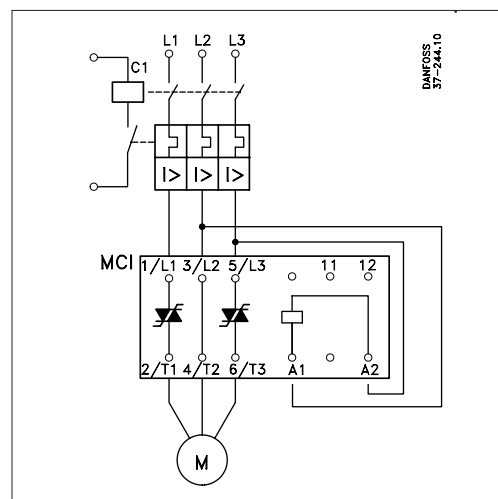 L1 L2 L3
C1
DANFOSS
37-244.10
I> I> I>
MCI
1/L1 3/L2 5/L3 11 12
2/T1 4/T2 6/T3 A1 A2
M